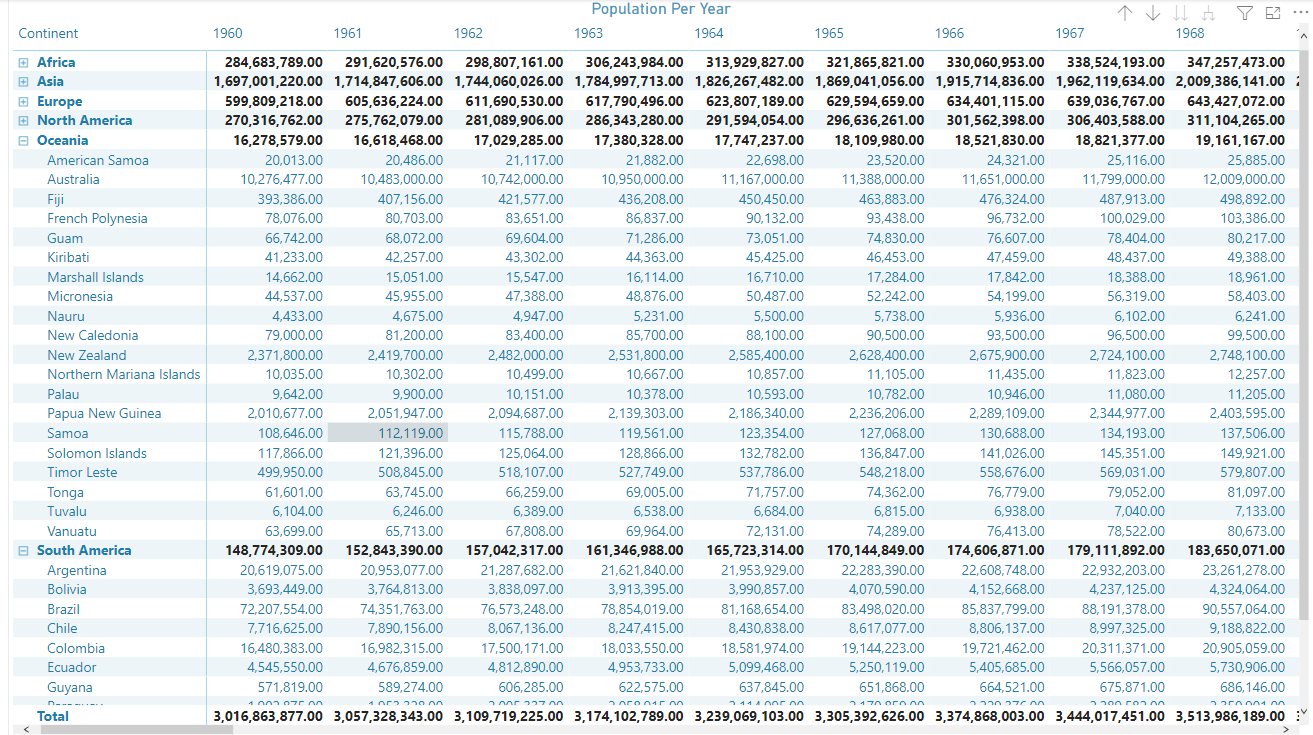 Population Per Year
Continent 1960 1961 1962 1963 1964 1965 1966 1967 1968
Africa 284,683,789.00 291,620,576.00 298,807,161.00 306,243,984.00 313,929,827.00 321,865,821.00 330,060,953.00 338,524,193.00 347,257,473.00
Asia 1,697,001,220.00 1,714,847,606.00 1,744,060,026.00 1,784,997,713.00 1,826,267,482.00 1,869,041,056.00 1,915,714,836.00 1,962,119,634.00 2,009,386,141.00
Europe 599,809,218.00 605,636,224.00 611,690,530.00 617,790,496.00 623,807,189.00 629,594,659.00 634,401,115.00 639,036,767.00 643,427,072.00
North America 270,316,762.00 275,762,079.00 281,089,906.00 286,343,280.00 291,594,054.00 296,636,261.00 301,562,398.00 306,403,588.00 311,104,265.00
Oceania 16,278,579.00 16,618,468.00 17,029,285.00 17,380,328.00 17,747,237.00 18,109,980.00 18,521,830.00 18,821,377.00 19,161,167.00
American Samoa 20,013.00 20,486.00 21,117.00 21,882.00 22,698.00 23,520.00 24,321.00 25,116.00 25,885.00
Australia 10,276,477.00 10,483,000.00 10,742,000.00 10,950,000.00 11,167,000.00 11,388,000.00 11,651,000.00 11,799,000.00 12,009,000.00
Fiji 393,386.00 407,156.00 421,577.00 436,208.00 450,450.00 463,883.00 476,324.00 487,913.00 498,892.00
French Polynesia 78,076.00 80,703.00 83,651.00 86,837.00 90,132.00 93,438.00 96,732.00 100,029.00 103,386.00
Guam 66,742.00 68,072.00 69,604.00 71,286.00 73,051.00 74,830.00 76,607.00 78,404.00 80,217.00
Kiribati 41,233.00 42,257.00 43,302.00 44,363.00 45,425.00 46,453.00 47,459.00 48,437.00 49,388.00
Marshall Islands 14,662.00 15,051.00 15,547.00 16,114.00 16,710.00 17,284.00 17,842.00 18,388.00 18,961.00
Micronesia 44,537.00 45,955.00 47,388.00 48,876.00 50,487.00 52,242.00 54,199.00 56,319.00 58,403.00
Nauru 4,433.00 4,675.00 4,947.00 5,231.00 5,500.00 5,738.00 5,936.00 6,102.00 6,241.00
New Caledonia 79,000.00 81,200.00 83,400.00 85,700.00 88,100.00 90,500.00 93,500.00 96,500.00 99,500.00
New Zealand 2,371,800.00 2,419,700.00 2,482,000.00 2,531,800.00 2,585,400.00 2,628,400.00 2,675,900.00 2,724,100.00 2,748,100.00
Northern Mariana Islands 10,035.00 10,302.00 10,499.00 10,667.00 10,857.00 11,105.00 11,435.00 11,823.00 12,257.00
Palau 9,642.00 9,900.00 10,151.00 10,378.00 10,593.00 10,782.00 10,946.00 11,080.00 11,205.00
Papua New Guinea 2,010,677.00 2,051,947.00 2,094,687.00 2,139,303.00 2,186,340.00 2,236,206.00 2,289,109.00 2,344,977.00 2,403,595.00
Samoa 108,646.00 112,119.00 115,788.00 119,561.00 123,354.00 127,068.00 130,688.00 134,193.00 137,506.00
Solomon Islands 117,866.00 121,396.00 125,064.00 128,866.00 132,782.00 136,847.00 141,026.00 145,351.00 149,921.00
Timor Leste 499,950.00 508,845.00 518,107.00 527,749.00 537,786.00 548,218.00 558,676.00 569,031.00 579,807.00
Tonga 61,601.00 63,745.00 66,259.00 69,005.00 71,757.00 74,362.00 76,779.00 79,052.00 81,097.00
Tuvalu 6,104.00 6,246.00 6,389.00 6,538.00 6,684.00 6,815.00 6,938.00 7,040.00 7,133.00
Vanuatu 63,699.00 65,713.00 67,808.00 69,964.00 72,131.00 74,289.00 76,413.00 78,522.00 80,673.00
South America 148,774,309.00 152,843,390.00 157,042,317.00 161,346,988.00 165,723,314.00 170,144,849.00 174,606,871.00 179,111,892.00 183,650,071.00
Argentina 20,619,075.00 20,953,077.00 21,287,682.00 21,621,840.00 21,953,929.00 22,283,390.00 22,608,748.00 22,932,203.00 23,261,278.00
Bolivia 3,693,449.00 3,764,813.00 3,838,097.00 3,913,395.00 3,990,857.00 4,070,590.00 4,152,668.00 4,237,125.00 4,324,064.00
Brazil 72,207,554.00 74,351,763.00 76,573,248.00 78,854,019.00 81,168,654.00 83,498,020.00 85,837,799.00 88,191,378.00 90,557,064.00
Chile 7,716,625.00 7,890,156.00 8,067,136.00 8,247,415.00 8,430,838.00 8,617,077.00 8,806,137.00 8,997,325.00 9,188,822.00
Colombia 16,480,383.00 16,982,315.00 17,500,171.00 18,033,550.00 18,581,974.00 19,144,223.00 19,721,462.00 20,311,371.00 20,905,059.00
Ecuador 4,545,550.00 4,676,859.00 4,812,890.00 4,953,733.00 5,099,468.00 5,250,119.00 5,405,685.00 5,566,057.00 5,730,906.00
Guyana 571,819.00 589,274.00 606,285.00 622,575.00 637,845.00 651,868.00 664,521.00 675,871.00 686,146.00
Total 3,016,863,877.00 3,057,328,343.00 3,109,719,225.00 3,174,102,789.00 3,239,069,103.00 3,305,392,626.00 3,374,868,003.00 3,444,017,451.00 3,513,986,189.00